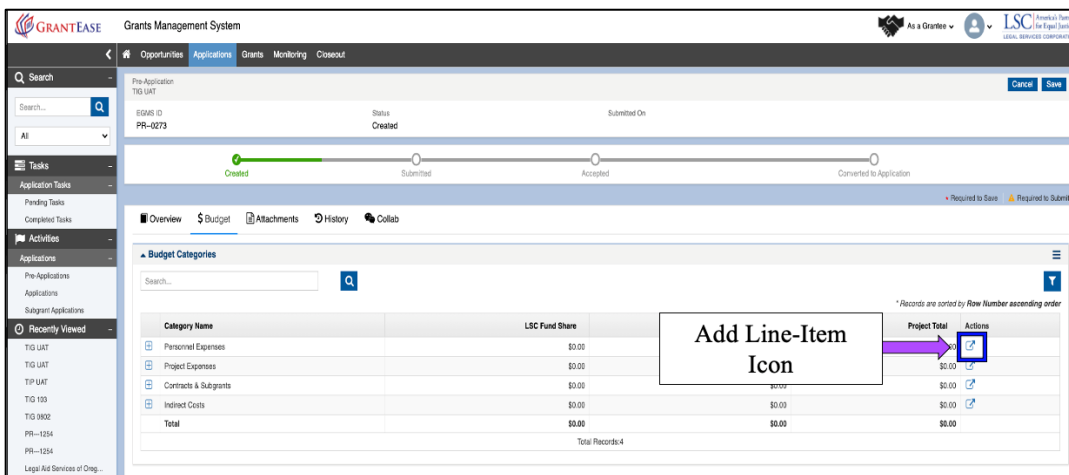 GRANTEASE Grants Management System As a Grantee LSC America's Part
for Equal Justi
LEGAL SERVICES CORPORATI
Opportunities Applications Grants Monitoring Closeout
Search
Search...
All
Tasks
Application Tasks
Pending Tasks
Completed Tasks
Activities
Applications
Pre-Applications
Applications
Subgrant Applications
Recently Viewed
TIG UAT
TIG UAT
TIP UAT
TIG 103
TIG 0802
PR--1254
PR--1254
Legal Aid Services of Oreg...
Pre-Application
TIG UAT
Cancel Save
EGMS ID Status Submitted On
PR-0273 Created
Created Submitted Accepted Converted to Application
• Required to Save Required to Submit
Overview $ Budget Attachments History Collab
Budget Categories
Search...
* Records are sorted by Row Number ascending order
Category Name LSC Fund Share Project Total Actions
Personnel Expenses $0.00
Project Expenses $0.00 $0.00
Contracts & Subgrants $0.00 $0.00 $0.00
Indirect Costs $0.00 $0.00 $0.00
Total $0.00 $0.00 $0.00
Total Records:4
Add Line-Item
Icon